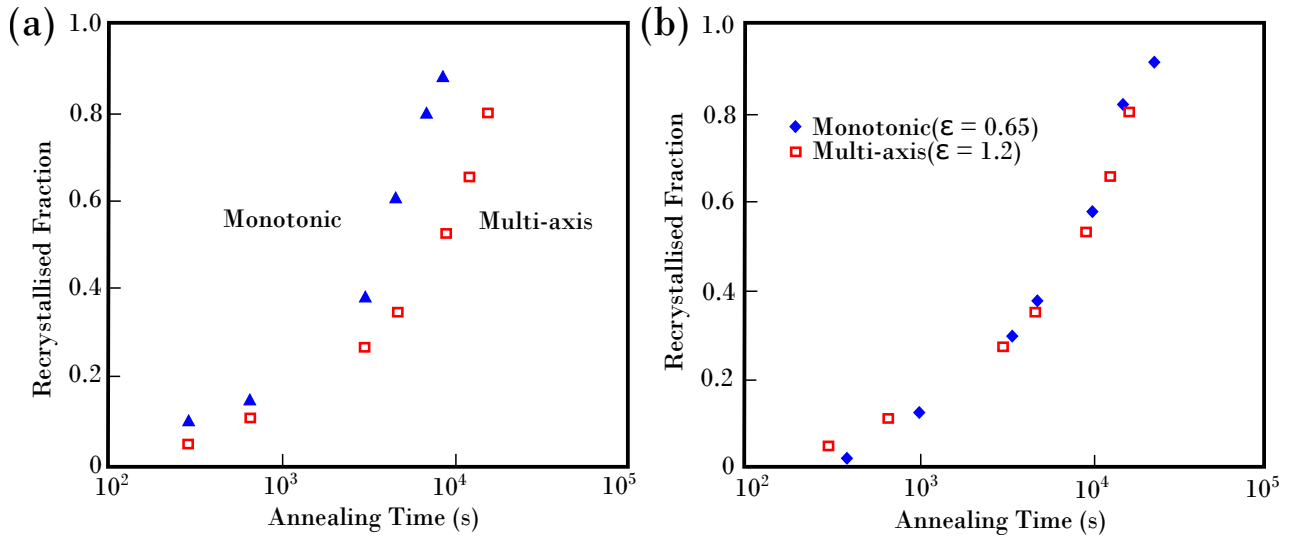 (a)
1.0
0.8
0.6
0.4
0.2
0
Recrystallised Fraction
Monotonic
Multi-axis
10²
10³
10⁴
10⁵
Annealing Time (s)
(b)
1.0
0.8
0.6
0.4
0.2
0
Recrystallised Fraction
Monotonic(ε = 0.65)
Multi-axis(ε = 1.2)
10²
10³
10⁴
10⁵
Annealing Time (s)